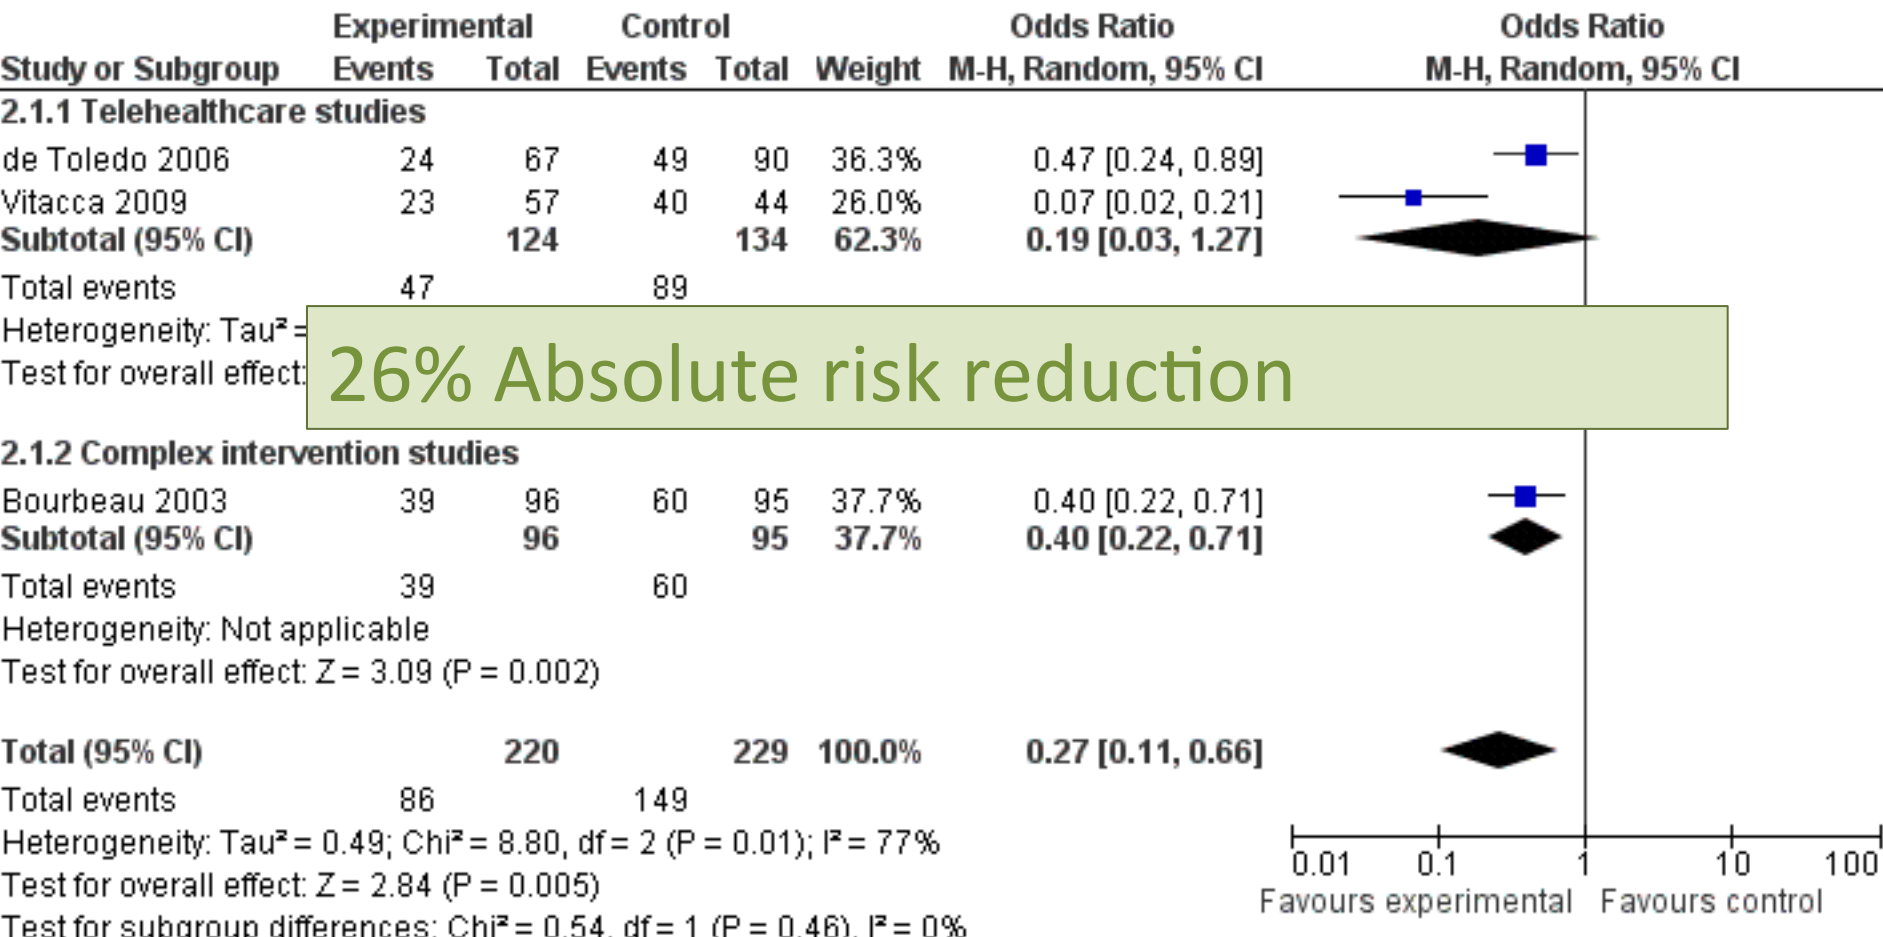 Experimental Control Odds Ratio Odds Ratio
Study or Subgroup Events Total Events Total Weight M-H, Random, 95% CI M-H, Random, 95% CI
2.1.1 Telehealthcare studies
de Toledo 2006 24 67 49 90 36.3% 0.47 [0.24, 0.89]
Vitacca 2009 23 57 40 44 26.0% 0.07 [0.02, 0.21]
Subtotal (95% CI) 124 134 62.3% 0.19 [0.03, 1.27]
Total events 47 89
Heterogeneity: Tau² =
Test for overall effect:
26% Absolute risk reduction
2.1.2 Complex intervention studies
Bourbeau 2003 39 96 60 95 37.7% 0.40 [0.22, 0.71]
Subtotal (95% CI) 96 95 37.7% 0.40 [0.22, 0.71]
Total events 39 60
Heterogeneity: Not applicable
Test for overall effect: Z = 3.09 (P = 0.002)
Total (95% CI) 220 229 100.0% 0.27 [0.11, 0.66]
Total events 86 149
Heterogeneity: Tau² = 0.49; Chi² = 8.80, df = 2 (P = 0.01); I² = 77%
Test for overall effect: Z = 2.84 (P = 0.005)
Test for subgroup differences: Chi² = 0.54, df = 1 (P = 0.46), I² = 0%
0.01 0.1 1 10 100
Favours experimental Favours control